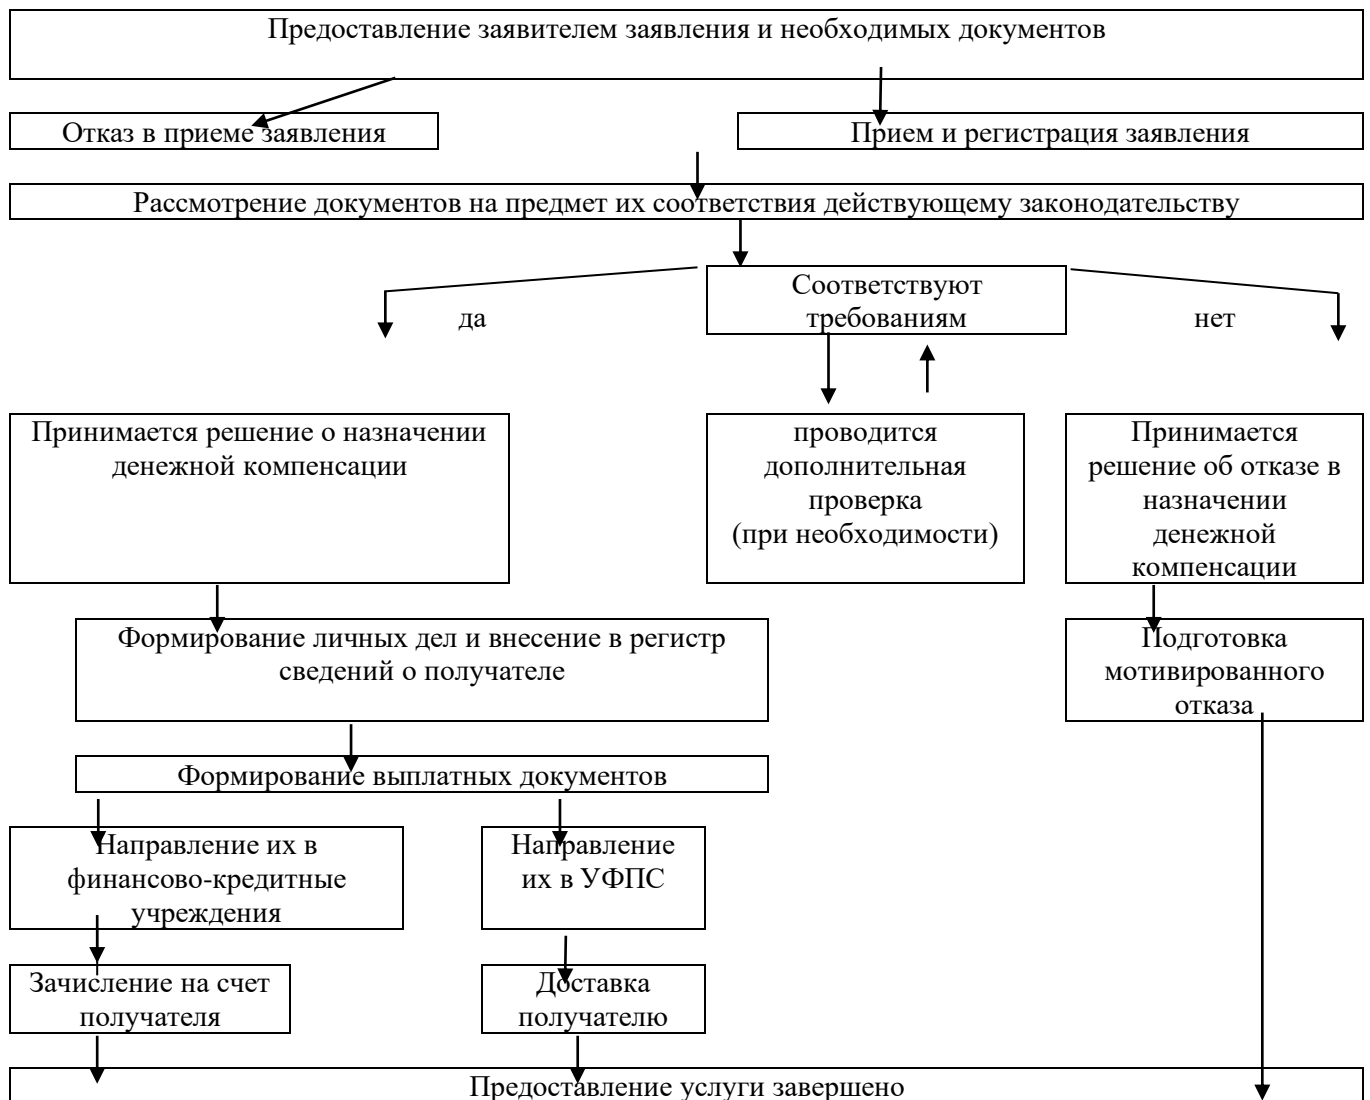 Предоставление заявителем заявления и необходимых документов
Отказ в приеме заявления
Прием и регистрация заявления
Рассмотрение документов на предмет их соответствия действующему законодательству
Соответствуют
требованиям
да
нет
Принимается решение о назначении
денежной компенсации
проводится
дополнительная
проверка
(при необходимости)
Принимается
решение об отказе в
назначении
денежной
компенсации
Формирование личных дел и внесение в регистр
сведений о получателе
Подготовка
мотивированного
отказа
Формирование выплатных документов
Направление их в
финансово-кредитные
учреждения
Направление
их в УФПС
Зачисление на счет
получателя
Доставка
получателю
Предоставление услуги завершено